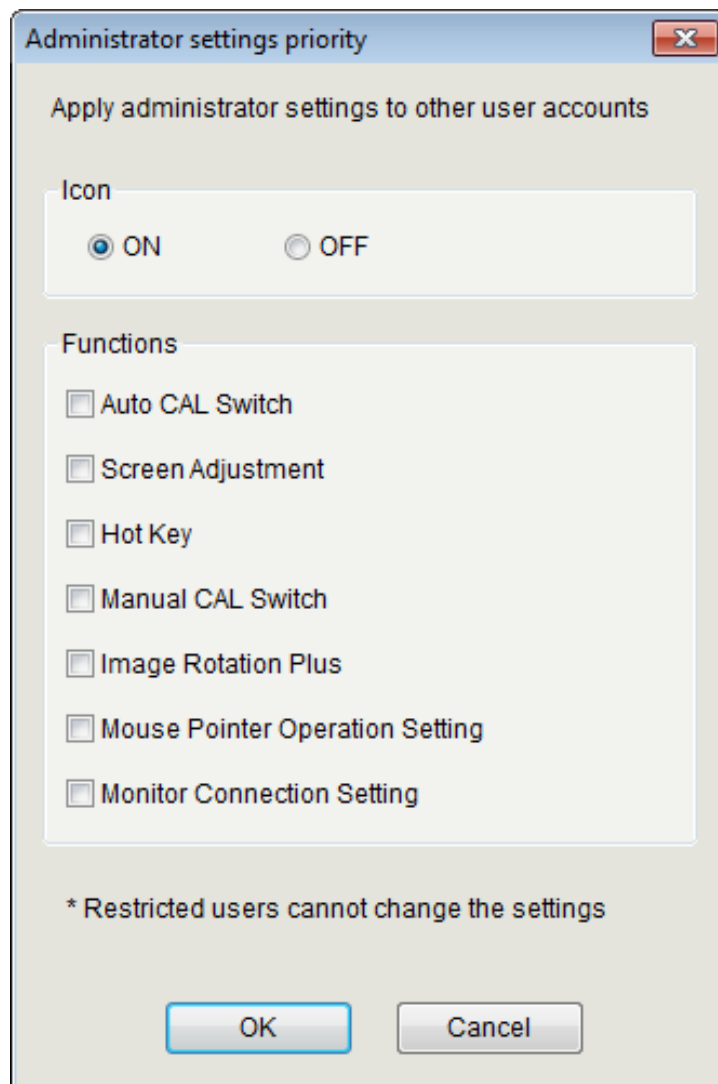 Administrator settings priority
Apply administrator settings to other user accounts
Icon
ON OFF
Functions
Auto CAL Switch
Screen Adjustment
Hot Key
Manual CAL Switch
Image Rotation Plus
Mouse Pointer Operation Setting
Monitor Connection Setting
* Restricted users cannot change the settings
OK Cancel